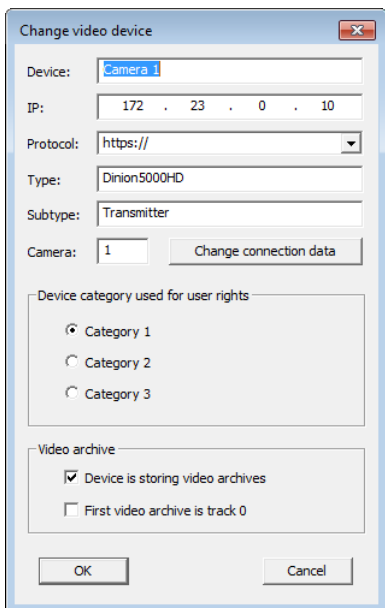 Change video device
Device: Camera 1
IP: 172 . 23 . 0 . 10
Protocol: https://
Type: Dinion5000HD
Subtype: Transmitter
Camera: 1 Change connection data
Device category used for user rights
Category 1
Category 2
Category 3
Video archive
Device is storing video archives
First video archive is track 0
OK Cancel